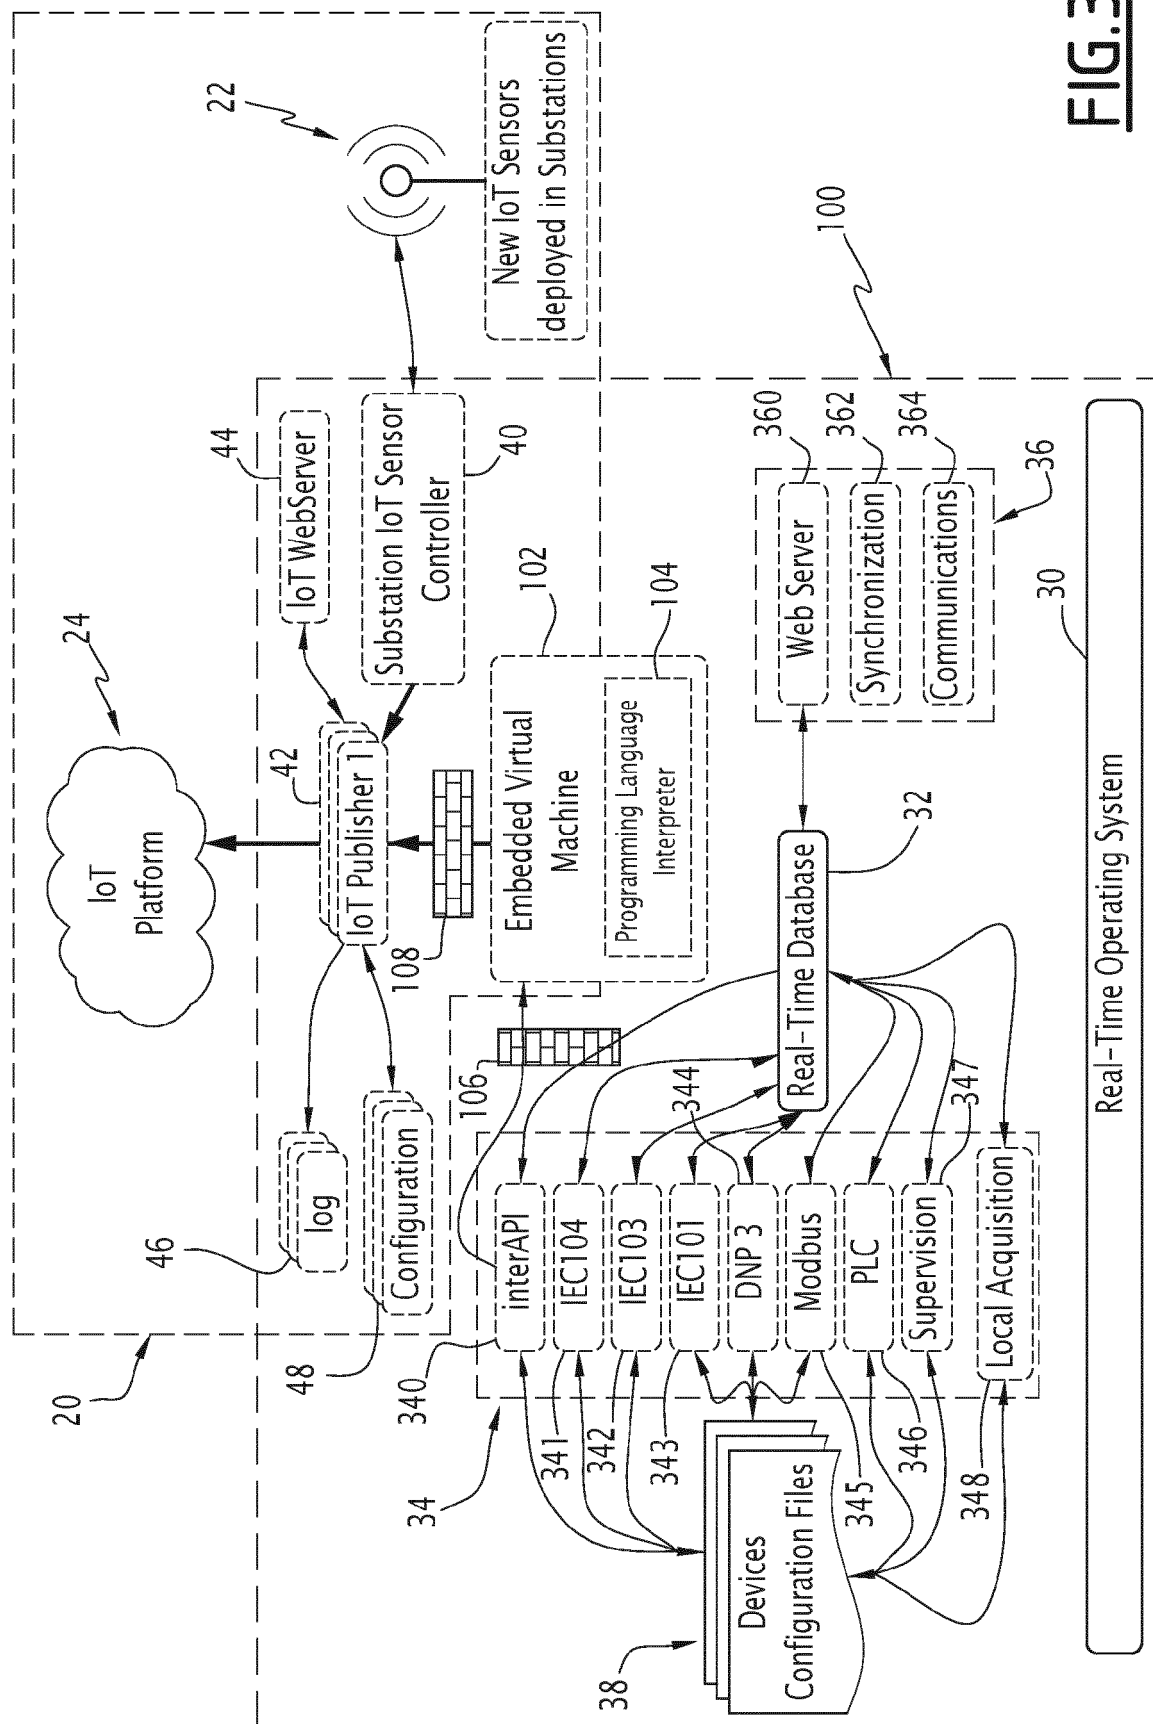 20
24
IoT
Platform
22
New IoT Sensors
deployed in Substations
46
log
48
Configuration
42
IoT Publisher 1
44
IoT WebServer
Substation IoT Sensor
Controller
40
108
106
Embedded Virtual
Machine
102
Programming Language
Interpreter
104
34
340
interAPI
341
IEC104
342
IEC103
343
IEC101
344
DNP 3
345
Modbus
346
PLC
347
Supervision
348
Local Acquisition
38
Devices
Configuration Files
Real-Time Database
32
Web Server
360
Synchronization
362
Communications
364
36
100
30
Real-Time Operating System
FIG.3